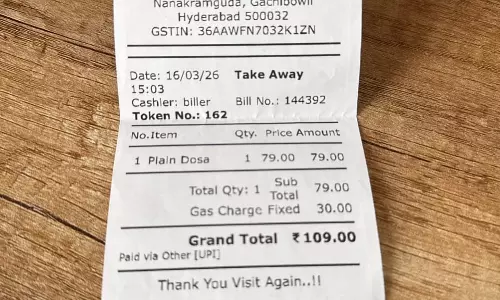 Nanakramguda, Gachibowli
Hyderabad 500032
GSTIN: 36AAWFN7032K1ZN
Date: 16/03/26 Take Away
15:03
Cashier: biller Bill No.: 144392
Token No.: 162
No.Item Qty. Price Amount
1 Plain Dosa 1 79.00 79.00
Total Qty: 1 Sub Total 79.00
Gas Charge Fixed 30.00
Grand Total ₹109.00
Paid via Other [UPI]
Thank You Visit Again..!!